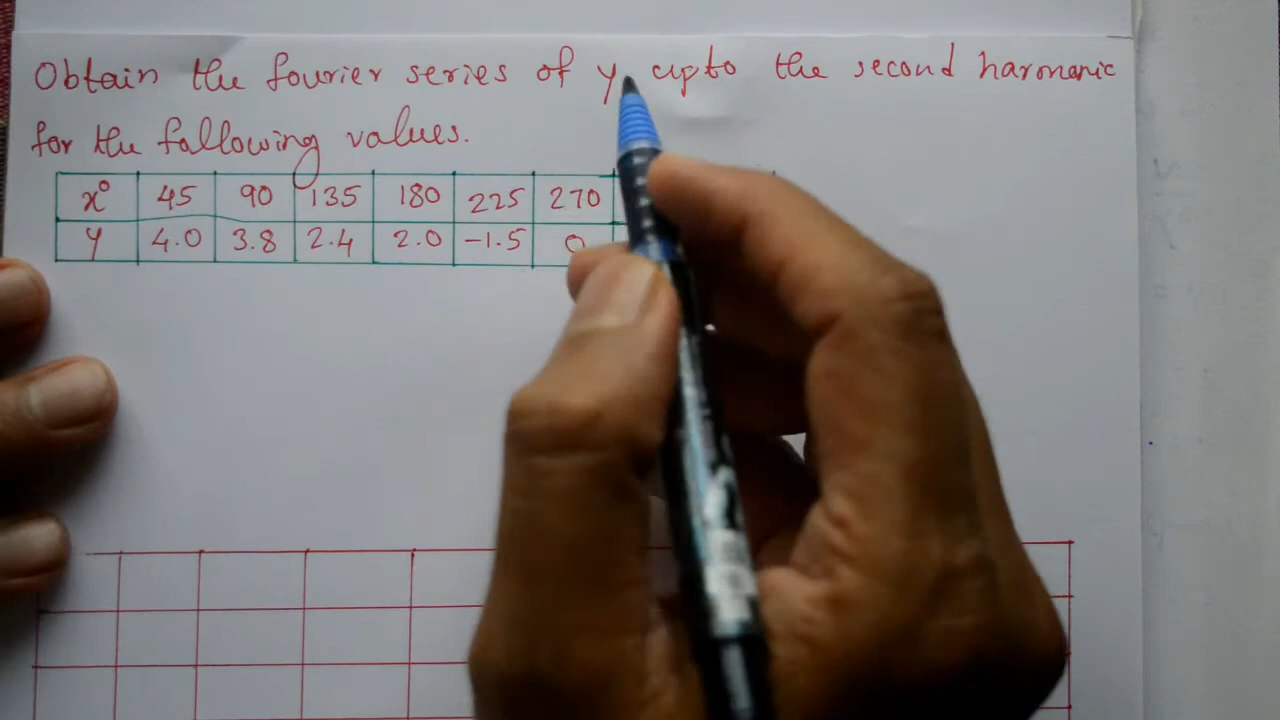 Obtain the fourier series of y upto the second harmonic
for the following values.
x° 45 90 135 180 225 270
y 4.0 3.8 2.4 2.0 -1.5 0